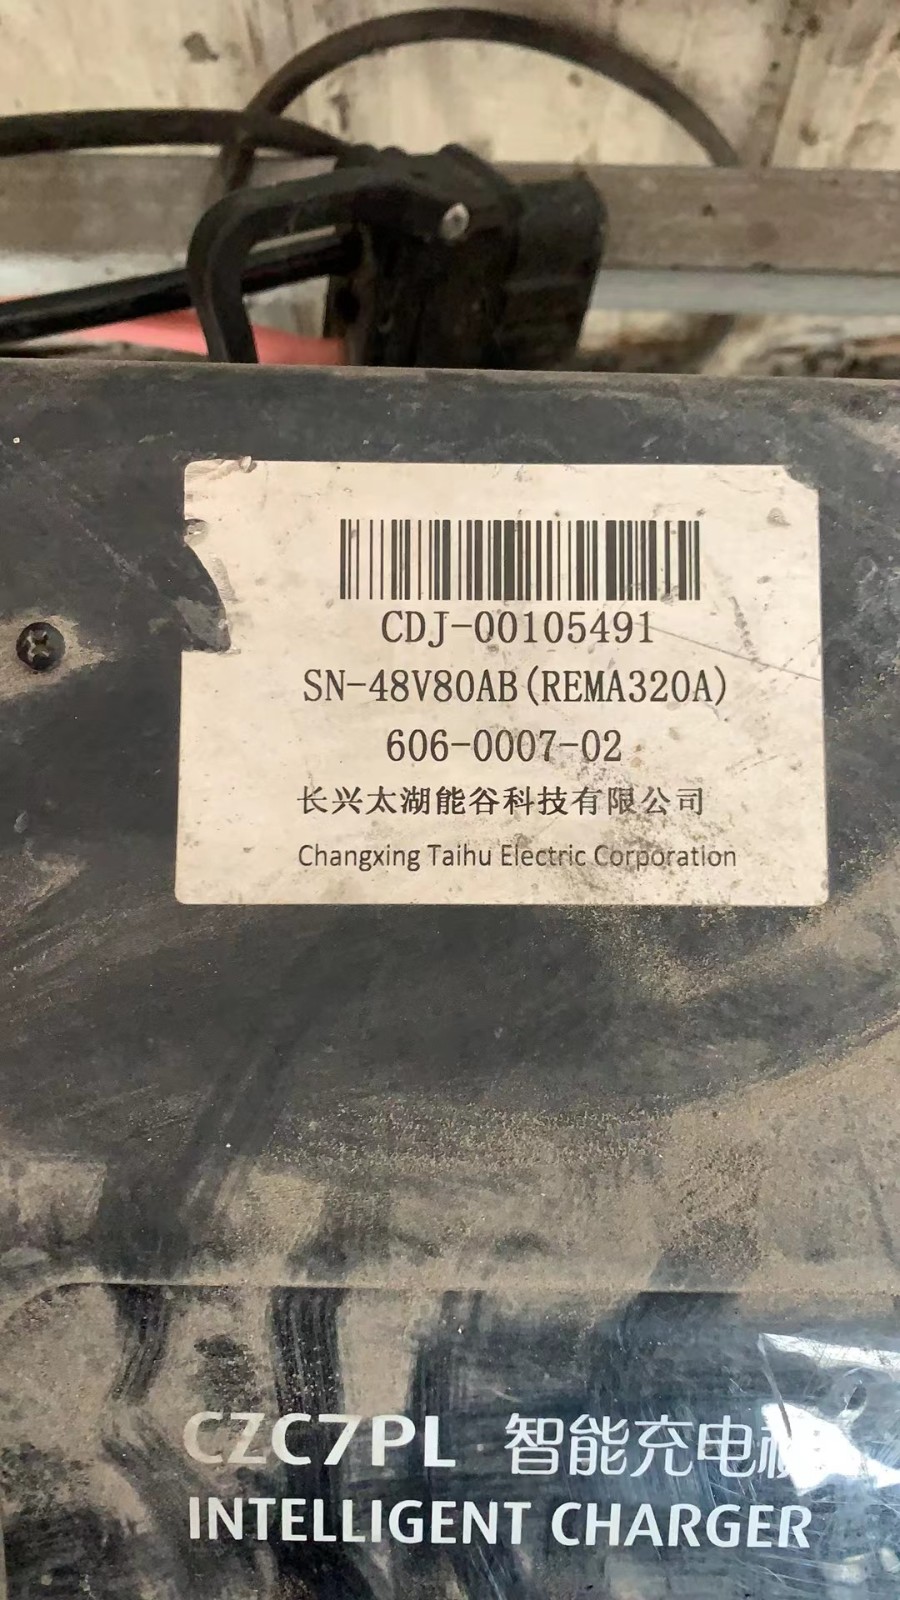 CDJ-00105491
SN-48V80AB(REMA320A)
606-0007-02
长兴太湖能谷科技有限公司
Changxing Taihu Electric Corporation
CZC7PL 智能充电机
INTELLIGENT CHARGER